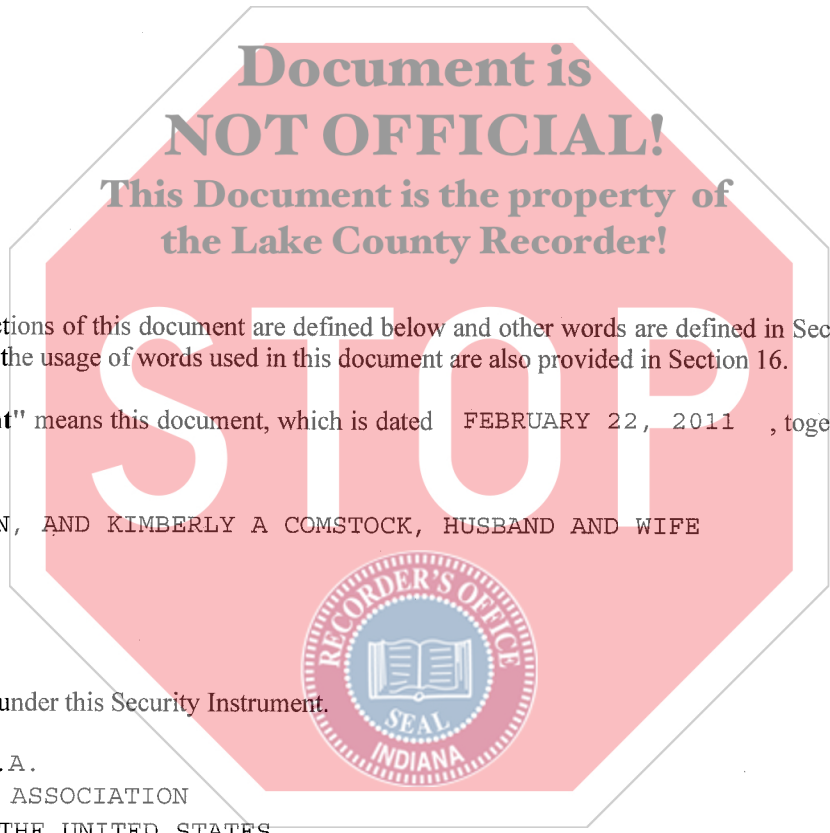 Document is
NOT OFFICIAL!
This Document is the property of
the Lake County Recorder!
STOP
ctions of this document are defined below and other words are defined in Sec
the usage of words used in this document are also provided in Section 16.
t" means this document, which is dated FEBRUARY 22, 2011 , toge
N, AND KIMBERLY A COMSTOCK, HUSBAND AND WIFE
RECORDER'S OFFICE
SEAL
INDIANA
under this Security Instrument.
.A.
ASSOCIATION
THE UNITED STATES